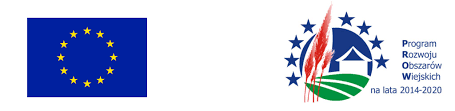 Program
Rozwoju
Obszarów
Wiejskich
na lata 2014-2020